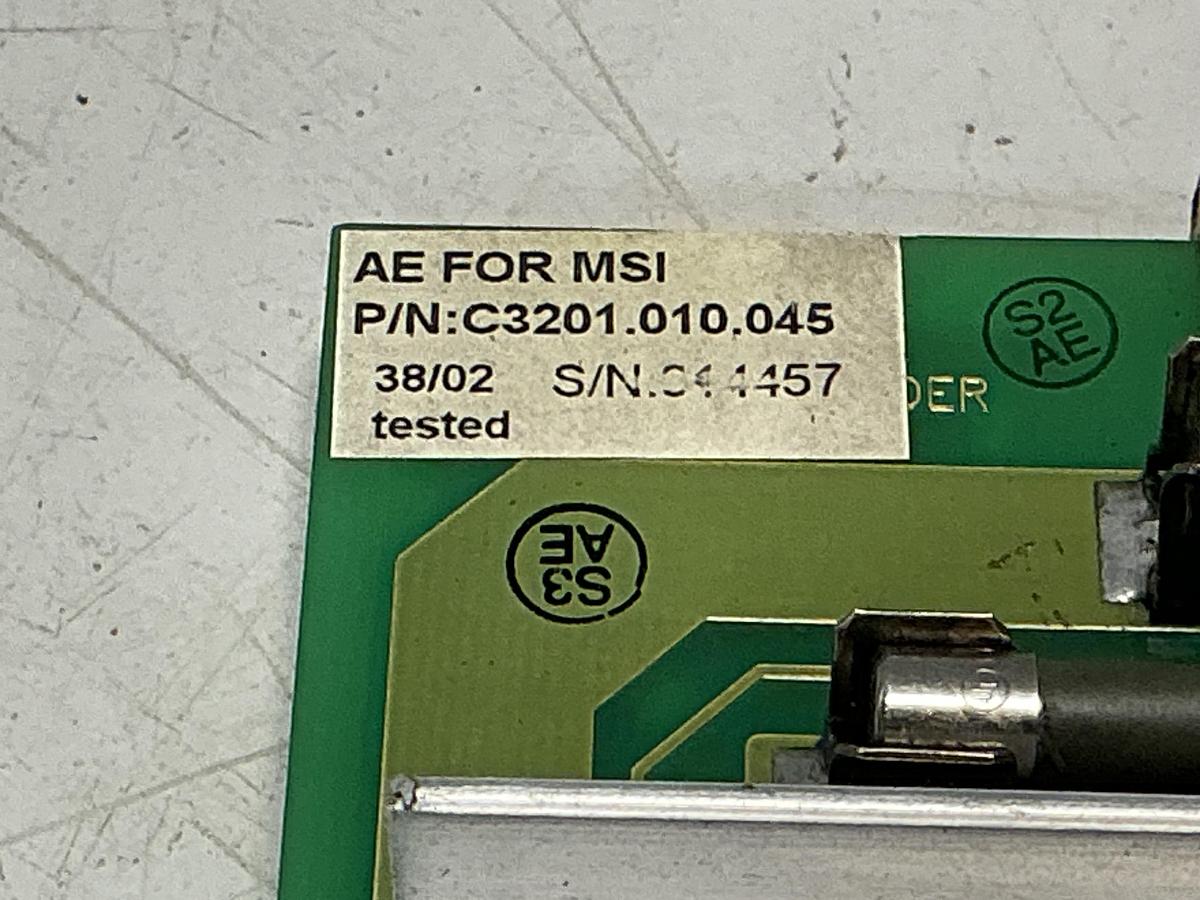 AE FOR MSI
P/N:C3201.010.045
38/02
tested
S2
AE
S3
AE